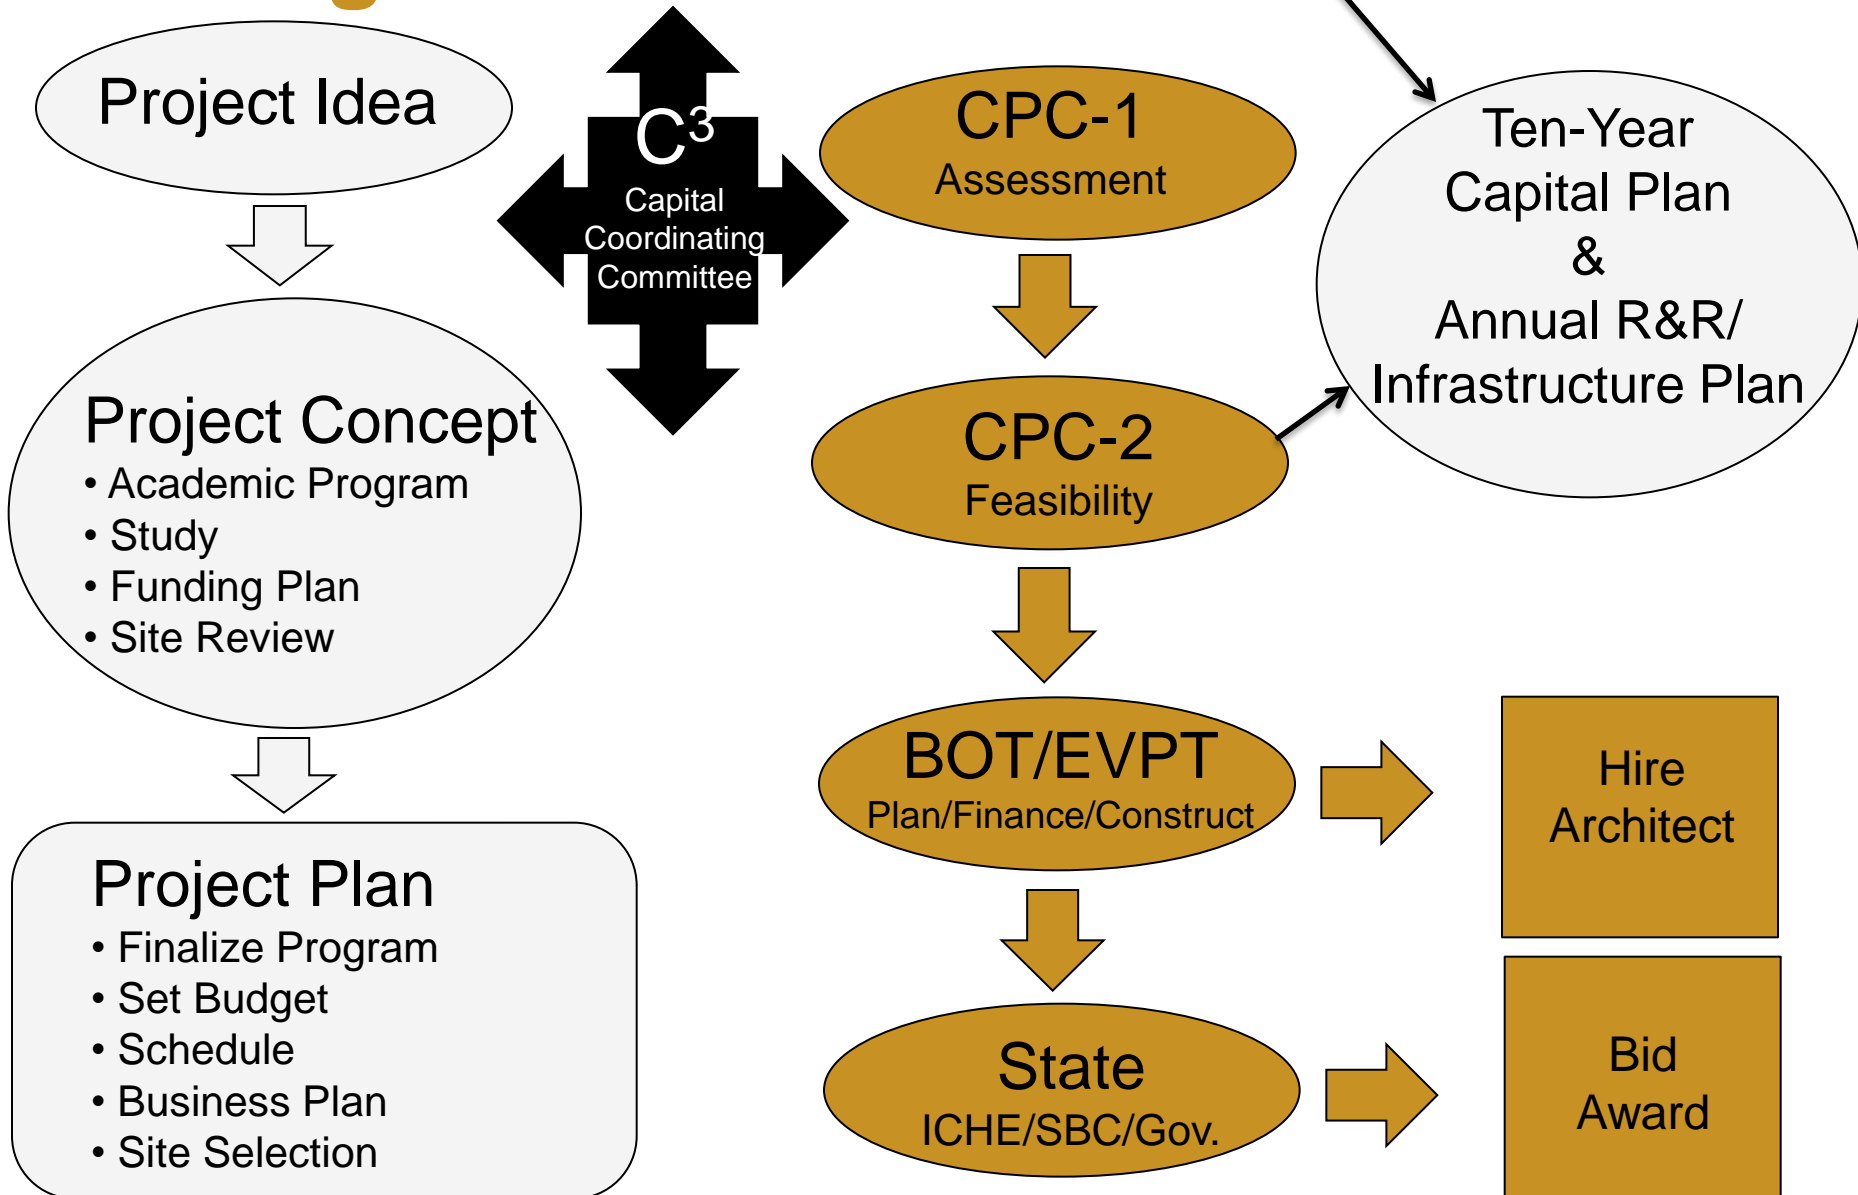 Project Idea
C³
Capital
Coordinating
Committee
CPC-1
Assessment
Ten-Year
Capital Plan
&
Annual R&R/
Infrastructure Plan
Project Concept
• Academic Program
• Study
• Funding Plan
• Site Review
CPC-2
Feasibility
BOT/EVPT
Plan/Finance/Construct
Hire
Architect
Project Plan
• Finalize Program
• Set Budget
• Schedule
• Business Plan
• Site Selection
State
ICHE/SBC/Gov.
Bid
Award